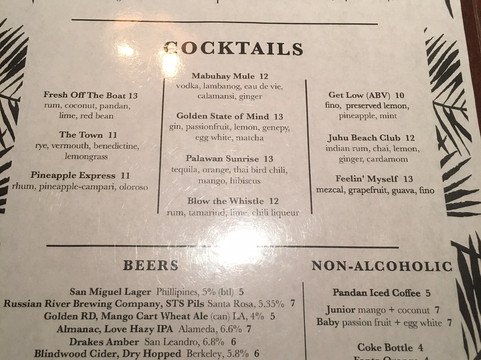 COCKTAILS
Fresh Off The Boat 13
rum, coconut, pandan,
lime, red bean
The Town 11
rye, vermouth, benedictine,
lemongrass
Pineapple Express 11
rhum, pineapple-campari, oloroso
Mabuhay Mule 12
vodka, lambanog, eau de vie,
calamansi, ginger
Golden State of Mind 13
gin, passionfruit, lemon, genepy,
egg white, matcha
Palawan Sunrise 13
tequila, orange, thai bird chili,
mango, hibiscus
Blow the Whistle 12
rum, tamarind, lime, chili liqueur
Get Low (ABV) 10
fino, preserved lemon,
pineapple, mint
Juhu Beach Club 12
indian rum, chai, lemon,
ginger, cardamom
Feelin' Myself 13
mezcal, grapefruit, guava, fino
BEERS
San Miguel Lager Phillipines, 5% (btl) 5
Russian River Brewing Company, STS Pils Santa Rosa, 5.35% 7
Golden RD, Mango Cart Wheat Ale (can) LA, 4% 5
Almanac, Love Hazy IPA Alameda, 6.6% 7
Drakes Amber San Leandro, 6.8% 6
Blindwood Cider, Dry Hopped Berkeley, 5.8% 6
NON-ALCOHOLIC
Pandan Iced Coffee 5
Junior mango + coconut 7
Baby passion fruit + egg white 7
Coke Bottle 4